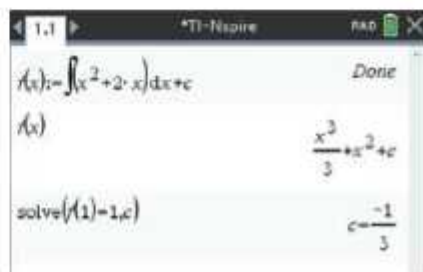 1.1 *TI-Nspire RAD
f(x):=∫(x²+2·x)dx+c Done
f(x) x³/3+x²+c
solve(f(1)=1,c) c=-1/3